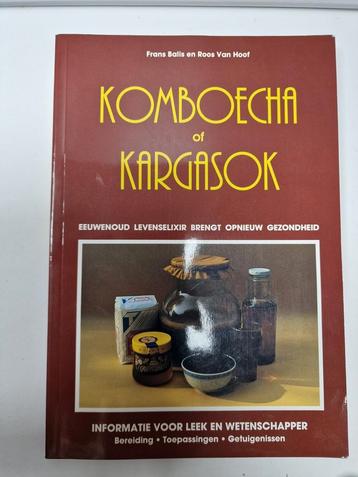 Frans Balis en Roos Van Hoof
KOMBOECHA
of
KARGASOK
EEUWENOUD LEVENSELIXIR BRENGT OPNIEUW GEZONDHEID
INFORMATIE VOOR LEEK EN WETENSCHAPPER
Bereiding • Toepassingen • Getuigenissen